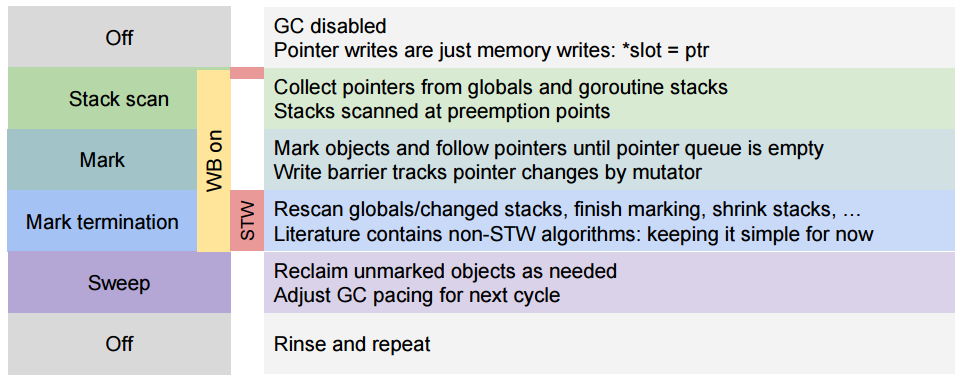 Off
GC disabled
Pointer writes are just memory writes: *slot = ptr
Stack scan
Collect pointers from globals and goroutine stacks
Stacks scanned at preemption points
WB on
Mark
Mark objects and follow pointers until pointer queue is empty
Write barrier tracks pointer changes by mutator
Mark termination
STW
Rescan globals/changed stacks, finish marking, shrink stacks, …
Literature contains non-STW algorithms: keeping it simple for now
Sweep
Reclaim unmarked objects as needed
Adjust GC pacing for next cycle
Off
Rinse and repeat